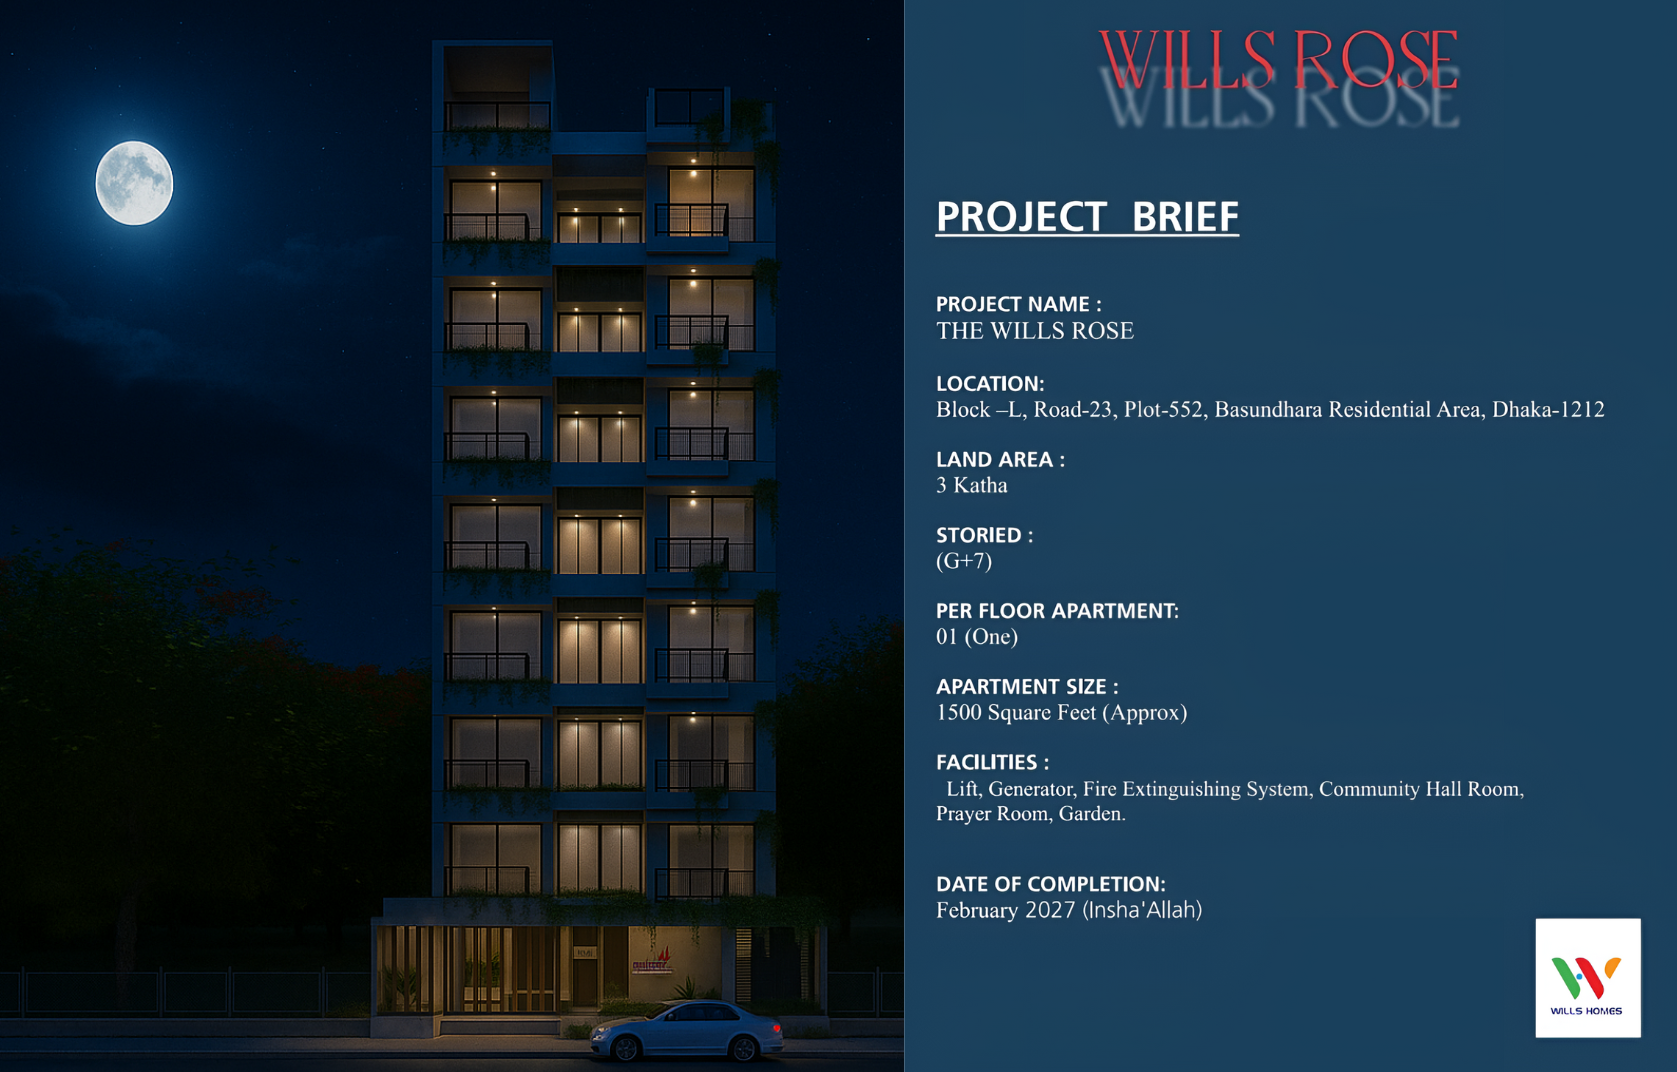 WILLS ROSE
PROJECT BRIEF
PROJECT NAME :
THE WILLS ROSE
LOCATION:
Block –L, Road-23, Plot-552, Basundhara Residential Area, Dhaka-1212
LAND AREA :
3 Katha
STORIED :
(G+7)
PER FLOOR APARTMENT:
01 (One)
APARTMENT SIZE :
1500 Square Feet (Approx)
FACILITIES :
Lift, Generator, Fire Extinguishing System, Community Hall Room,
Prayer Room, Garden.
DATE OF COMPLETION:
February 2027 (Insha'Allah)
WILLS HOMES